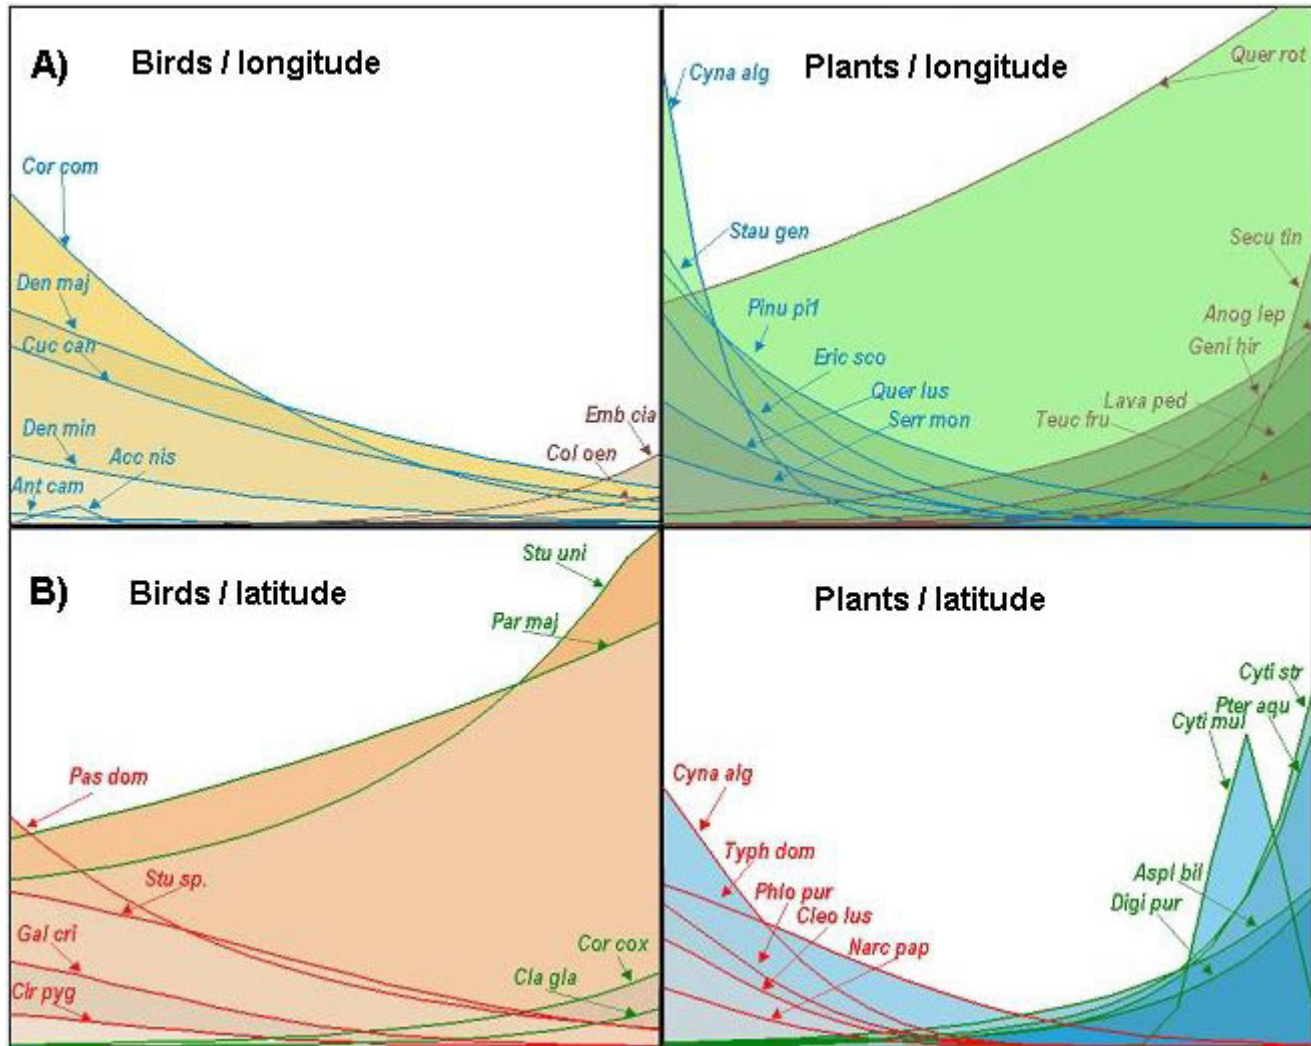 A) Birds / longitude
Cor com
Den maj
Cuc can
Den min
Acc nis
Ant cam
Emb cia
Col oen
Plants / longitude
Cyna alg
Quer rot
Stau gen
Secu tin
Pinu pi1
Anog lep
Geni hir
Eric sco
Quer lus
Lava ped
Serr mon
Teuc fru
B) Birds / latitude
Stu uni
Par maj
Pas dom
Stu sp.
Gal cri
Cor cox
Cla gla
Cir pyg
Plants / latitude
Cyti str
Pter aqu
Cyti mul
Cyna alg
Typh dom
Aspl bil
Phlo pur
Digi pur
Cleo lus
Narc pap